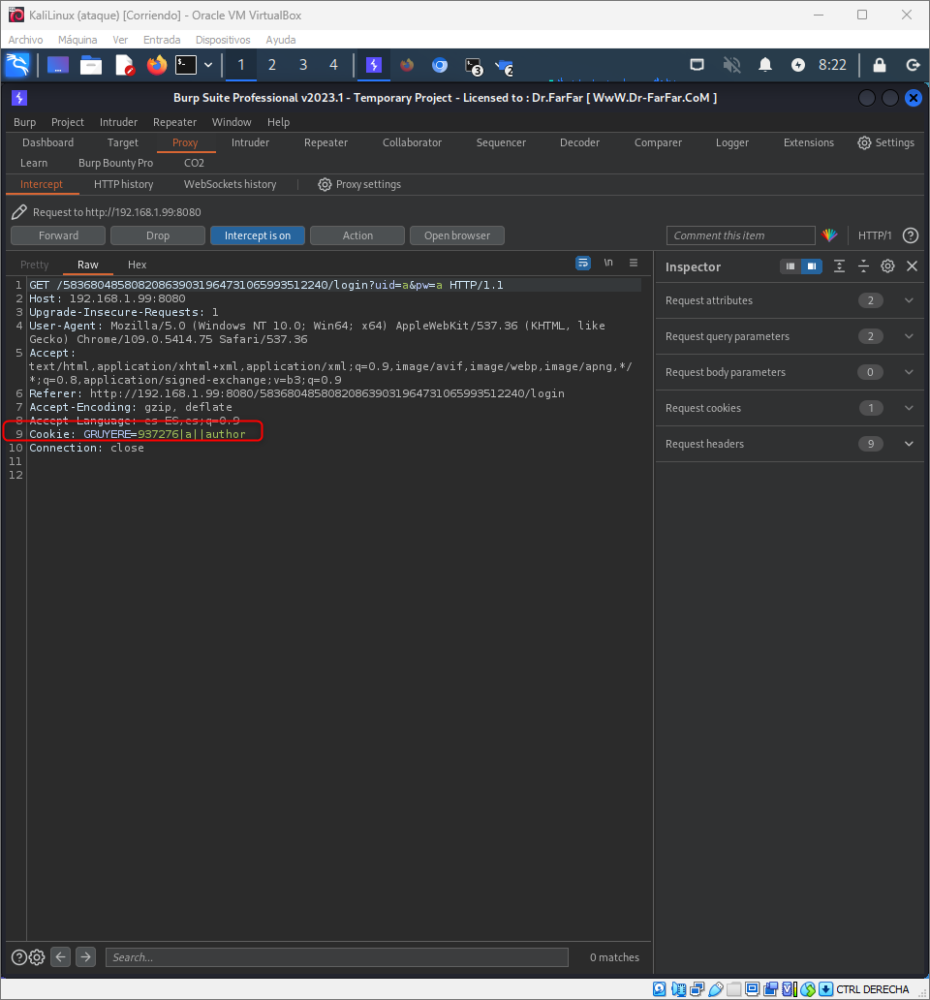 KaliLinux (ataque) [Corriendo] - Oracle VM VirtualBox
Archivo Máquina Ver Entrada Dispositivos Ayuda
1 2 3 4 3 2 8:22
Burp Suite Professional v2023.1 - Temporary Project - Licensed to : Dr.FarFar [ WwW.Dr-FarFar.CoM ]
Burp Project Intruder Repeater Window Help
Dashboard Target Proxy Intruder Repeater Collaborator Sequencer Decoder Comparer Logger Extensions Settings
Learn Burp Bounty Pro CO2
Intercept HTTP history WebSockets history Proxy settings
Request to http://192.168.1.99:8080
Forward Drop Intercept is on Action Open browser Comment this item HTTP/1 ?
Pretty Raw Hex \n Inspector
1 GET /583680485808208639031964731065993512240/login?uid=a&pw=a HTTP/1.1
2 Host: 192.168.1.99:8080
3 Upgrade-Insecure-Requests: 1
4 User-Agent: Mozilla/5.0 (Windows NT 10.0; Win64; x64) AppleWebKit/537.36 (KHTML, like
Gecko) Chrome/109.0.5414.75 Safari/537.36
5 Accept:
text/html,application/xhtml+xml,application/xml;q=0.9,image/avif,image/webp,image/apng,*/
*;q=0.8,application/signed-exchange;v=b3;q=0.9
6 Referer: http://192.168.1.99:8080/583680485808208639031964731065993512240/login
7 Accept-Encoding: gzip, deflate
8 Accept-Language: es-ES,es;q=0.9
9 Cookie: GRUYERE=937276|a||author
10 Connection: close
11
12
Request attributes 2
Request query parameters 2
Request body parameters 0
Request cookies 1
Request headers 9
? Search... 0 matches
CTRL DERECHA